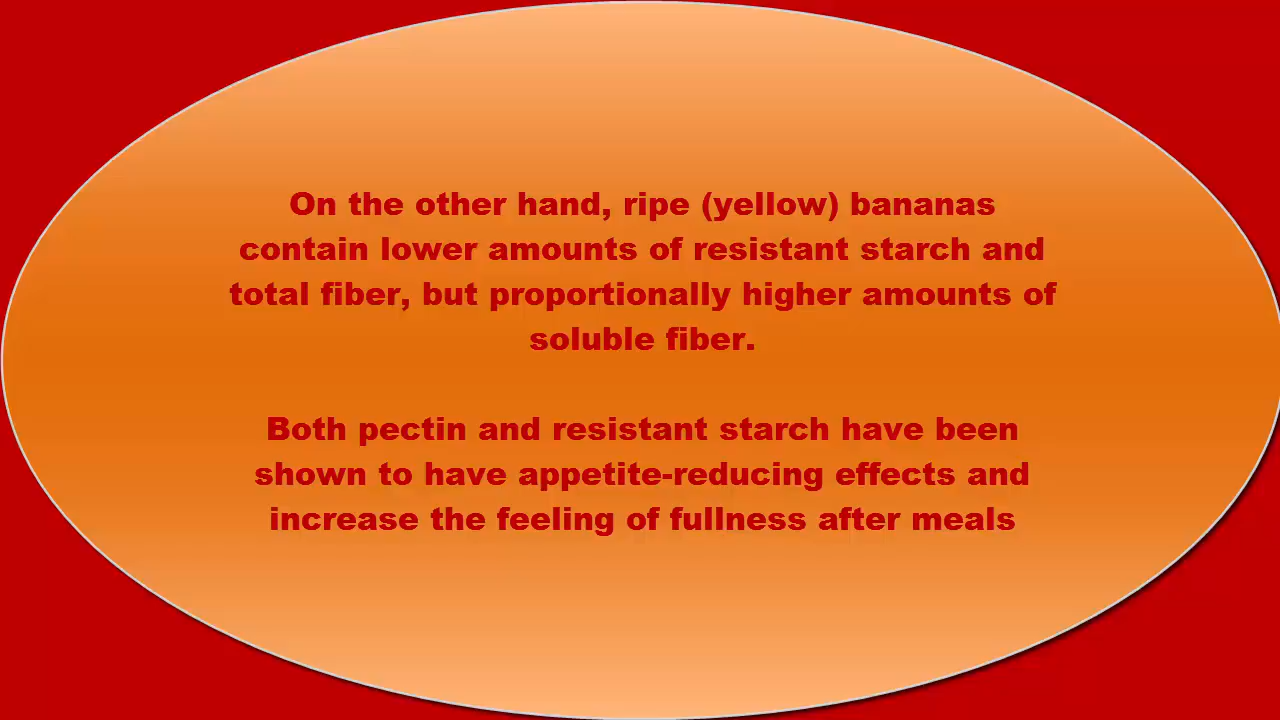 On the other hand, ripe (yellow) bananas
contain lower amounts of resistant starch and
total fiber, but proportionally higher amounts of
soluble fiber.
Both pectin and resistant starch have been
shown to have appetite-reducing effects and
increase the feeling of fullness after meals